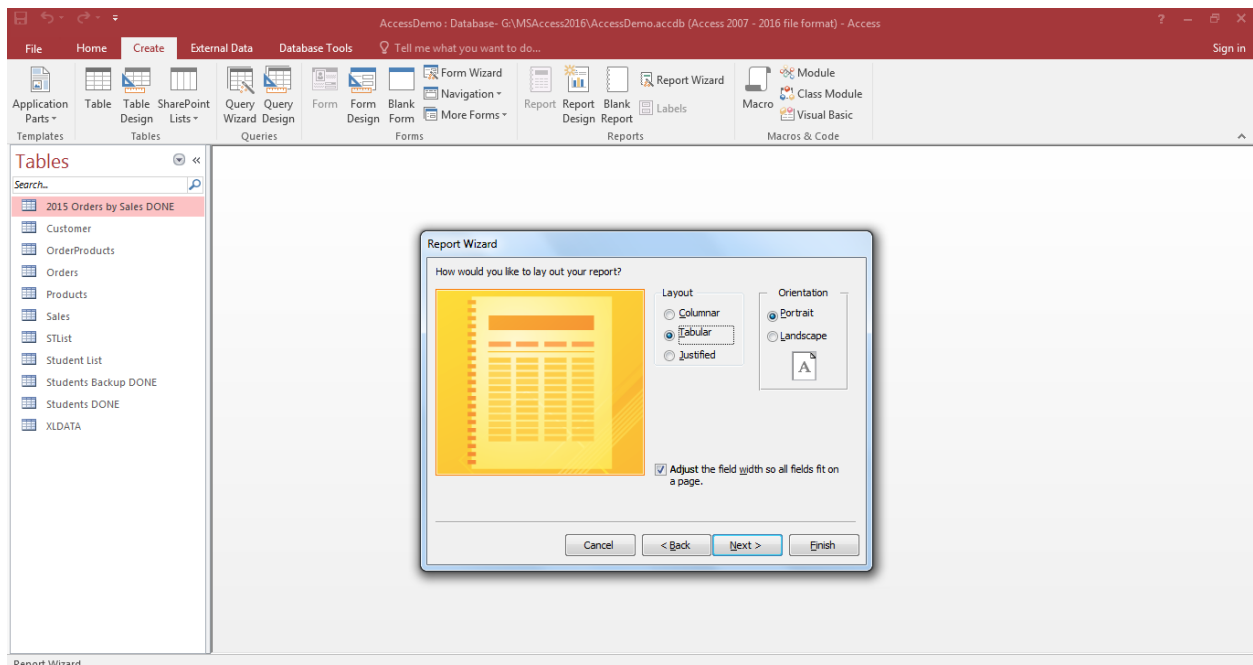 AccessDemo : Database- G:\MSAccess2016\AccessDemo.accdb (Access 2007 - 2016 file format) - Access
? 
File Home Create External Data Database Tools Tell me what you want to do... Sign in
Application Parts
Table
Table Design
SharePoint Lists
Query Wizard
Query Design
Form
Form Design
Blank Form
Form Wizard
Navigation
More Forms
Report
Report Design
Blank Report
Report Wizard
Labels
Macro
Module
Class Module
Visual Basic
Templates Tables Queries Forms Reports Macros & Code
Tables «
Search...
2015 Orders by Sales DONE
Customer
OrderProducts
Orders
Products
Sales
STList
Student List
Students Backup DONE
Students DONE
XLDATA
Report Wizard
How would you like to lay out your report?
Layout
Columnar
Tabular
Justified
Orientation
Portrait
Landscape
A
Adjust the field width so all fields fit on
a page.
Cancel < Back Next > Finish
Report Wizard